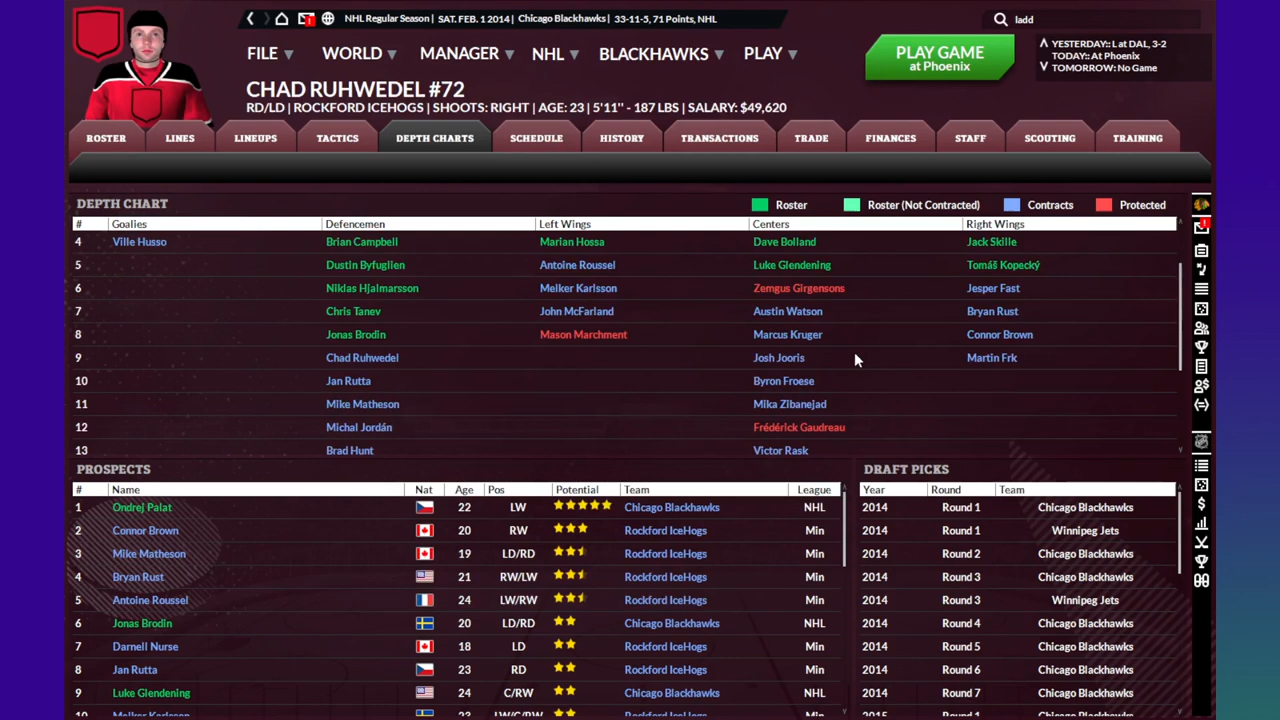 NHL Regular Season | SAT. FEB. 1 2014 | Chicago Blackhawks | 33-11-5, 71 Points, NHL
ladd
FILE WORLD MANAGER NHL BLACKHAWKS PLAY
PLAY GAME
at Phoenix
YESTERDAY:: L at DAL, 3-2
TODAY:: At Phoenix
TOMORROW: No Game
CHAD RUHWEDEL #72
RD/LD | ROCKFORD ICEHOGS | SHOOTS: RIGHT | AGE: 23 | 5'11'' - 187 LBS | SALARY: $49,620
ROSTER LINES LINEUPS TACTICS DEPTH CHARTS SCHEDULE HISTORY TRANSACTIONS TRADE FINANCES STAFF SCOUTING TRAINING
DEPTH CHART Roster Roster (Not Contracted) Contracts Protected
# Goalies Defencemen Left Wings Centers Right Wings
4 Ville Husso Brian Campbell Marian Hossa Dave Bolland Jack Skille
5 Dustin Byfuglien Antoine Roussel Luke Glendening Tomáš Kopecký
6 Niklas Hjalmarsson Melker Karlsson Zemgus Girgensons Jesper Fast
7 Chris Tanev John McFarland Austin Watson Bryan Rust
8 Jonas Brodin Mason Marchment Marcus Kruger Connor Brown
9 Chad Ruhwedel Josh Jooris Martin Frk
10 Jan Rutta Byron Froese
11 Mike Matheson Mika Zibanejad
12 Michal Jordán Frédérick Gaudreau
13 Brad Hunt Victor Rask
PROSPECTS
# Name Nat Age Pos Potential Team League
1 Ondrej Palat 22 LW Chicago Blackhawks NHL
2 Connor Brown 20 RW Rockford IceHogs Min
3 Mike Matheson 19 LD/RD Rockford IceHogs Min
4 Bryan Rust 21 RW/LW Rockford IceHogs Min
5 Antoine Roussel 24 LW/RW Rockford IceHogs Min
6 Jonas Brodin 20 LD/RD Chicago Blackhawks NHL
7 Darnell Nurse 18 LD Rockford IceHogs Min
8 Jan Rutta 23 RD Rockford IceHogs Min
9 Luke Glendening 24 C/RW Chicago Blackhawks NHL
10 Melker Karlsson 23 LW/C/RW Rockford IceHogs Min
DRAFT PICKS
Year Round Team
2014 Round 1 Chicago Blackhawks
2014 Round 1 Winnipeg Jets
2014 Round 2 Chicago Blackhawks
2014 Round 3 Chicago Blackhawks
2014 Round 3 Winnipeg Jets
2014 Round 4 Chicago Blackhawks
2014 Round 5 Chicago Blackhawks
2014 Round 6 Chicago Blackhawks
2014 Round 7 Chicago Blackhawks
2015 Round 1 Chicago Blackhawks